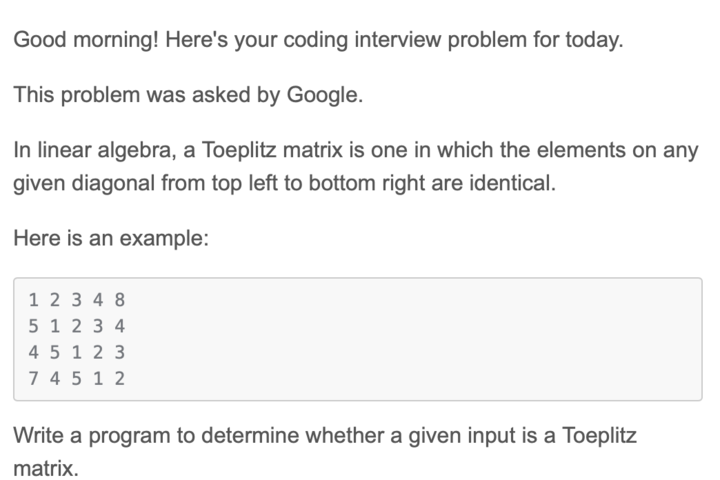 Good morning! Here's your coding interview problem for today.
This problem was asked by Google.
In linear algebra, a Toeplitz matrix is one in which the elements on any
given diagonal from top left to bottom right are identical.
Here is an example:
1 2 3 4 8
5 1 2 3 4
4 5 1 2 3
7 4 5 1 2
Write a program to determine whether a given input is a Toeplitz
matrix.